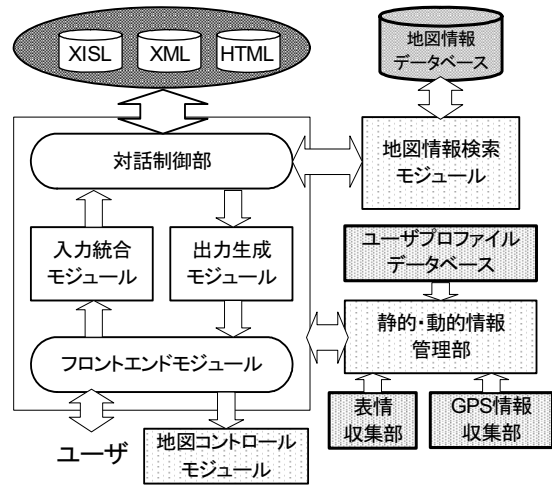 XISL
XML
HTML
地図情報
データベース
対話制御部
地図情報検索
モジュール
入力統合
モジュール
出力生成
モジュール
ユーザプロファイル
データベース
静的・動的情報
管理部
フロントエンドモジュール
表情
収集部
GPS情報
収集部
ユーザ
地図コントロール
モジュール